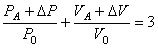 (P_A + ΔP)/P_0 + (V_A + ΔV)/V_0 = 3